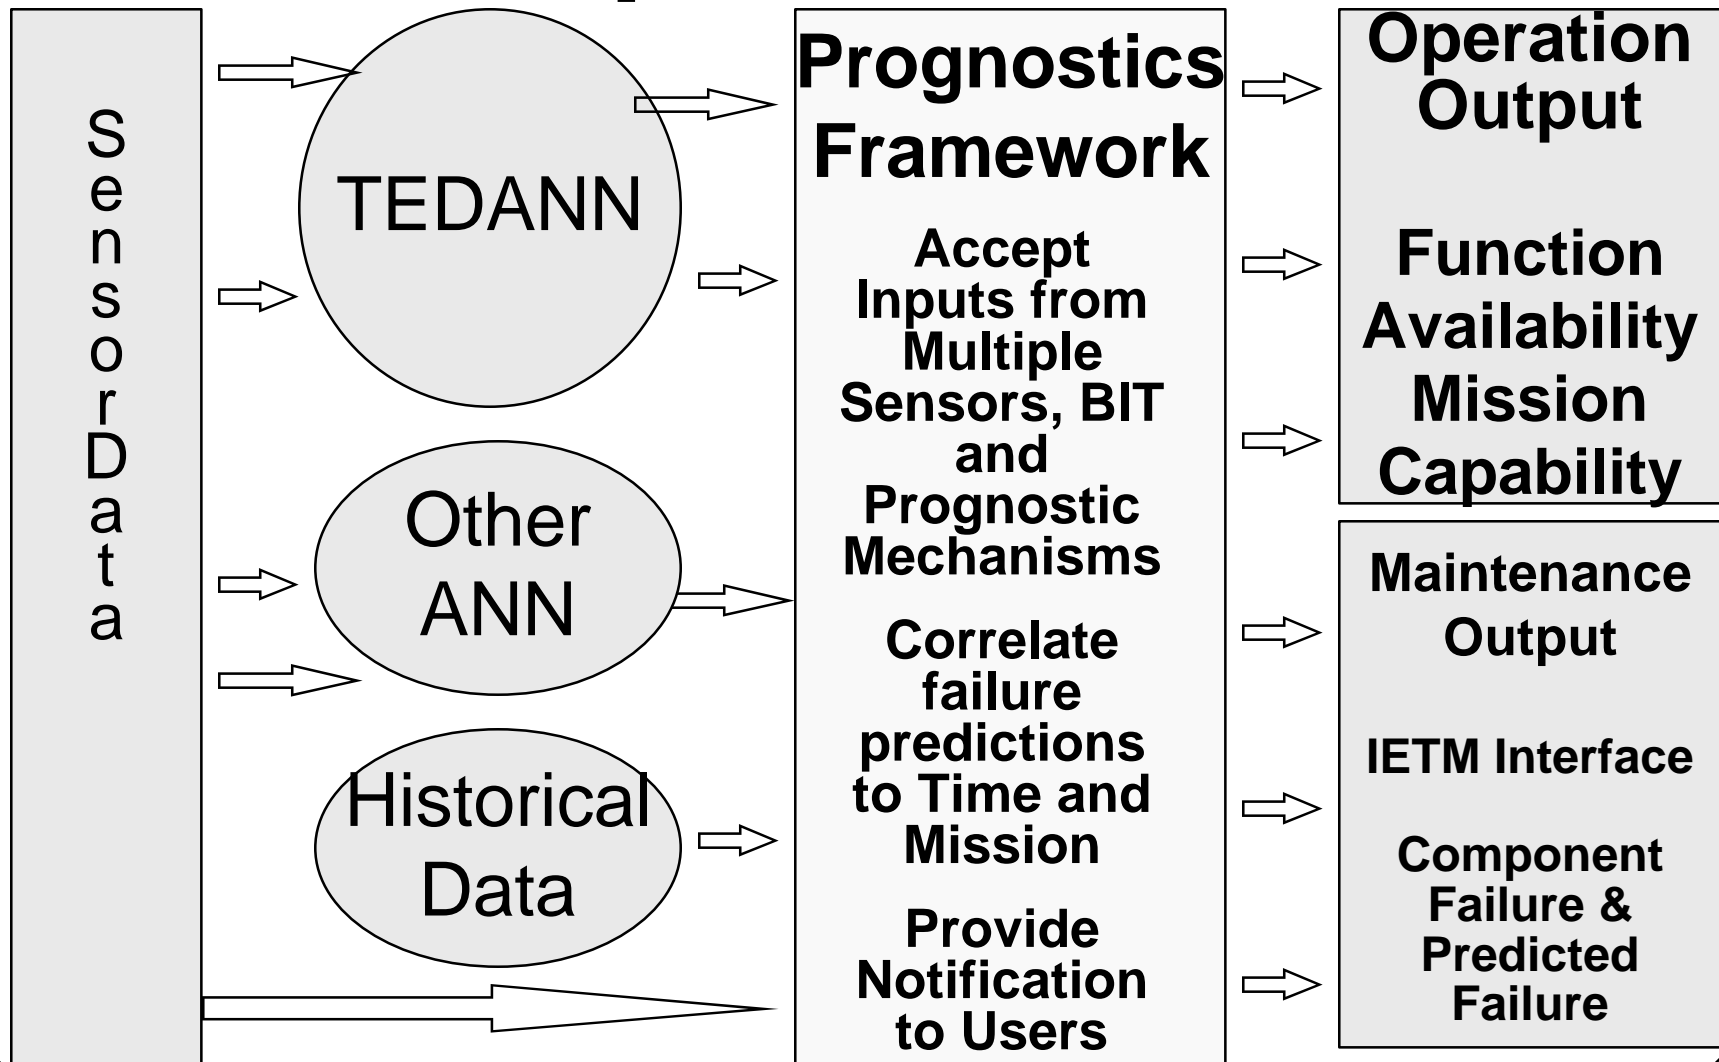 Sensor Data
TEDANN
Other
ANN
Historical
Data
Prognostics
Framework
Accept
Inputs from
Multiple
Sensors, BIT
and
Prognostic
Mechanisms
Correlate
failure
predictions
to Time and
Mission
Provide
Notification
to Users
Operation
Output
Function
Availability
Mission
Capability
Maintenance
Output
IETM Interface
Component
Failure &
Predicted
Failure